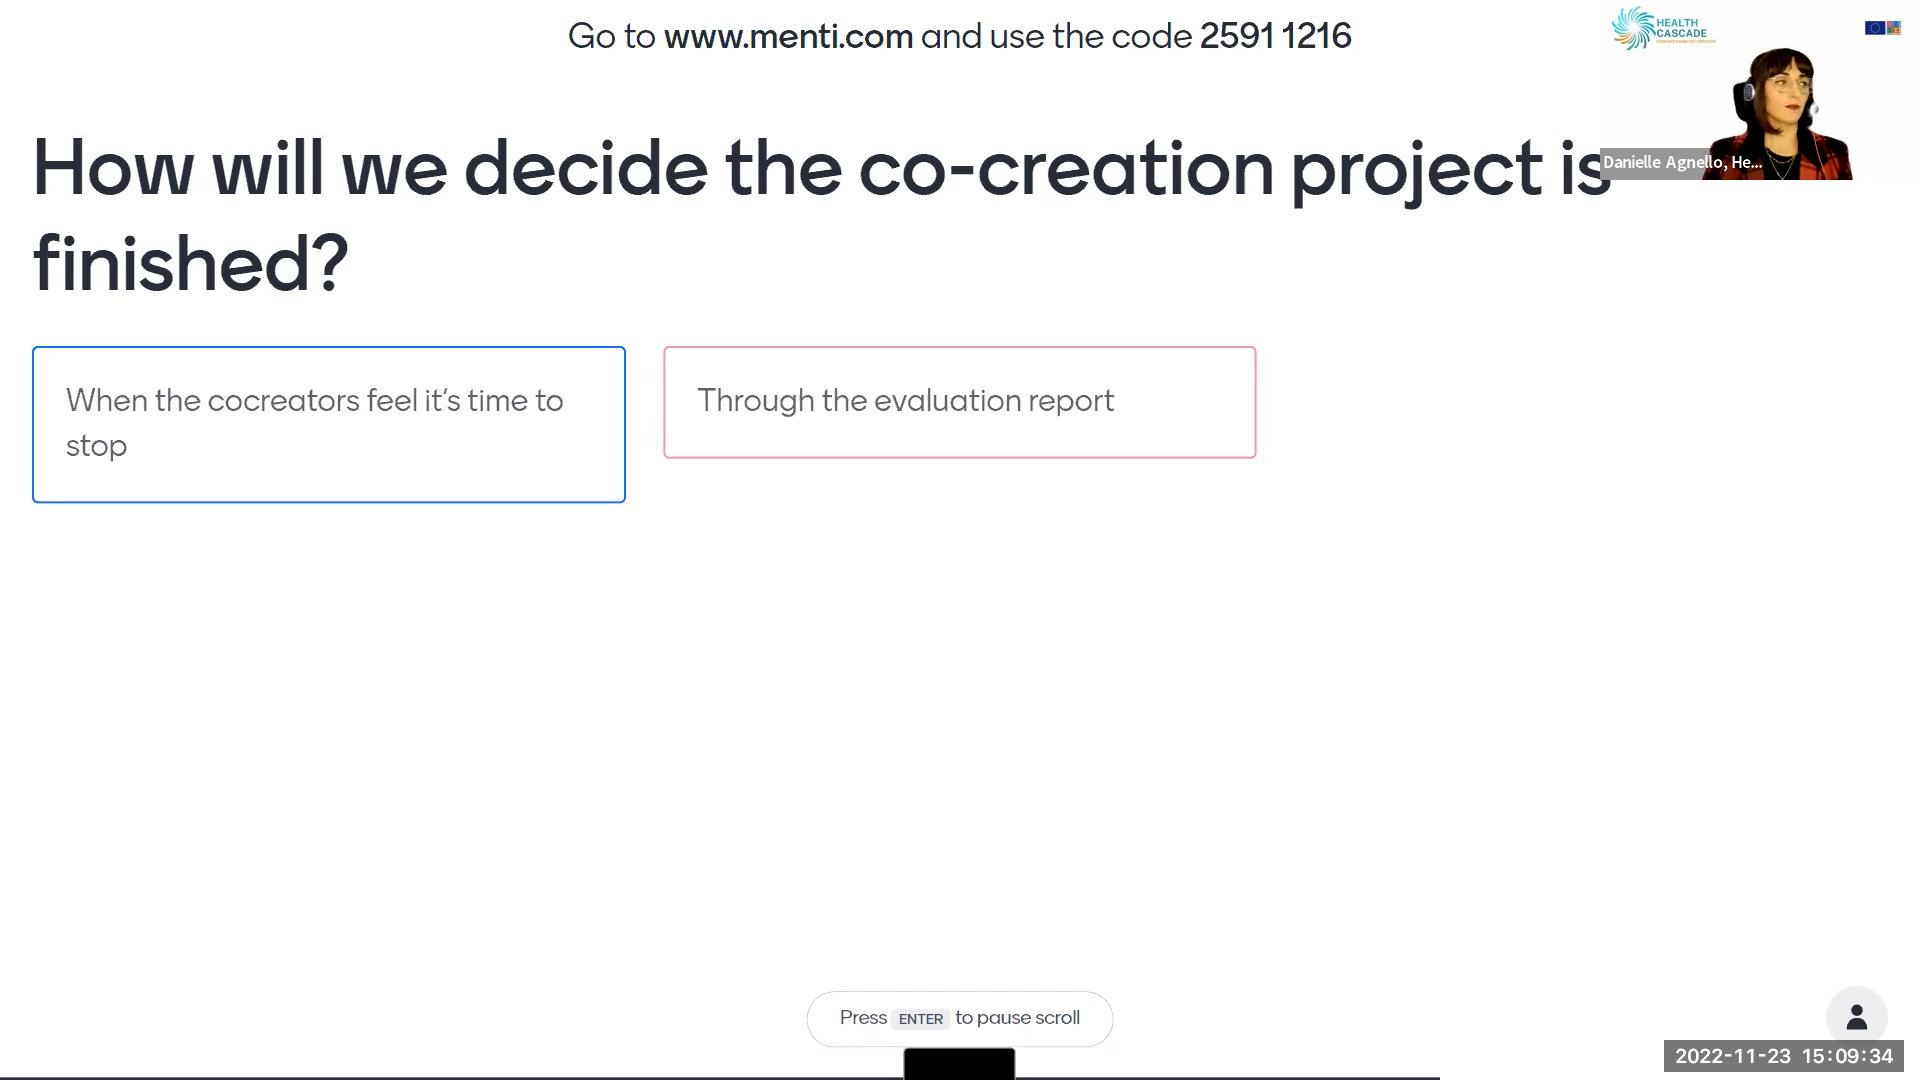 Go to www.menti.com and use the code 2591 1216
HEALTH
CASCADE
How will we decide the co-creation project is
Danielle Agnello, He...
finished?
When the cocreators feel it's time to
stop
Through the evaluation report
Press ENTER to pause scroll
2022-11-23 15:09:34